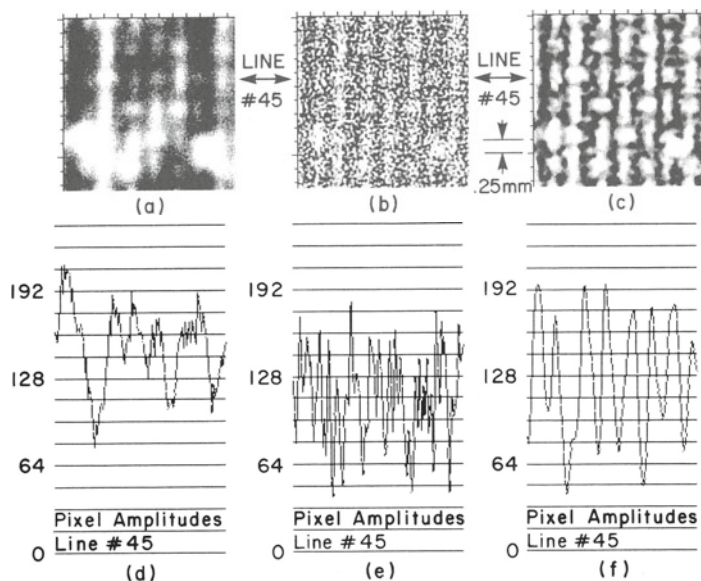 LINE
#45
LINE
#45
.25mm
(a)
(b)
(c)
192
128
64
0
Pixel Amplitudes
Line #45
(d)
192
128
64
0
Pixel Amplitudes
Line #45
(e)
192
128
64
0
Pixel Amplitudes
Line #45
(f)